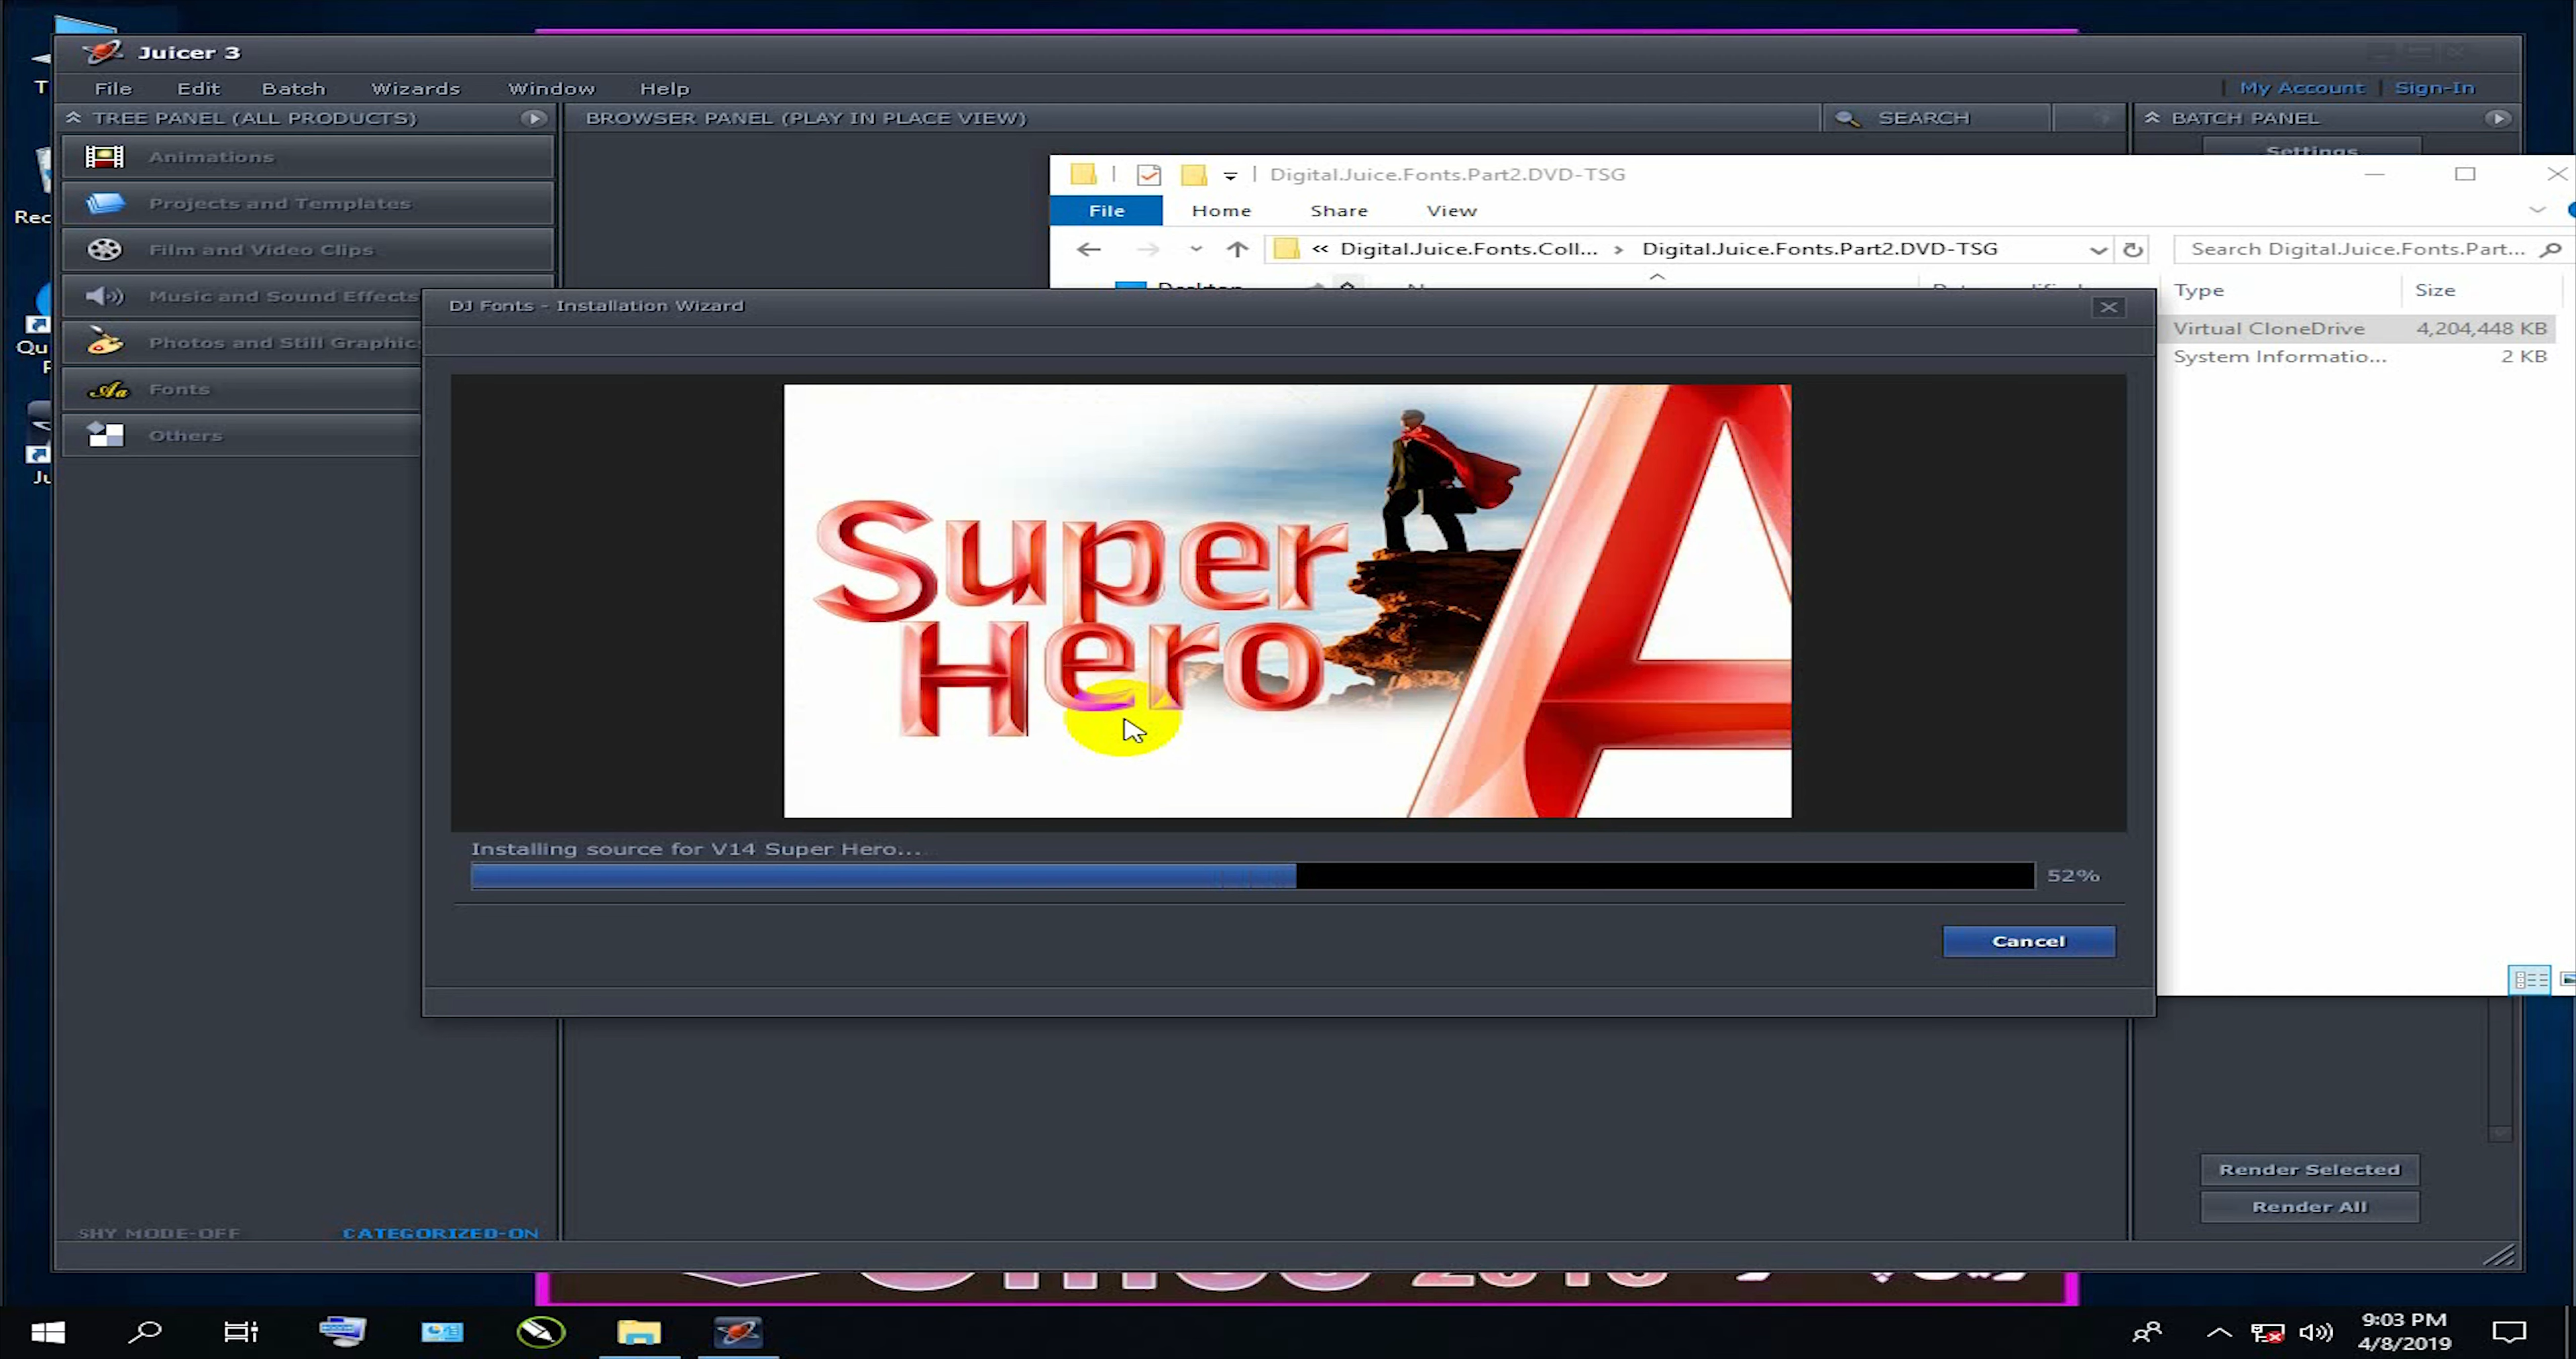 Juicer 3
File Edit Batch Wizards Window Help
My Account Sign-In
TREE PANEL (ALL PRODUCTS)
BROWSER PANEL (PLAY IN PLACE VIEW)
SEARCH
BATCH PANEL
Settings
Animations
Projects and Templates
Film and Video Clips
Music and Sound Effects
Photos and Still Graphic
Fonts
Others
Digital.Juice.Fonts.Part2.DVD-TSG
File Home Share View
« Digital.Juice.Fonts.Coll... › Digital.Juice.Fonts.Part2.DVD-TSG
Search Digital.Juice.Fonts.Part...
Type Size
Virtual CloneDrive 4,204,448 KB
System Informatio... 2 KB
DJ Fonts - Installation Wizard
Super
Hero
A
Installing source for V14 Super Hero...
52%
Cancel
Render Selected
Render All
SHY MODE-OFF
CATEGORIZED-ON
9:03 PM
4/8/2019